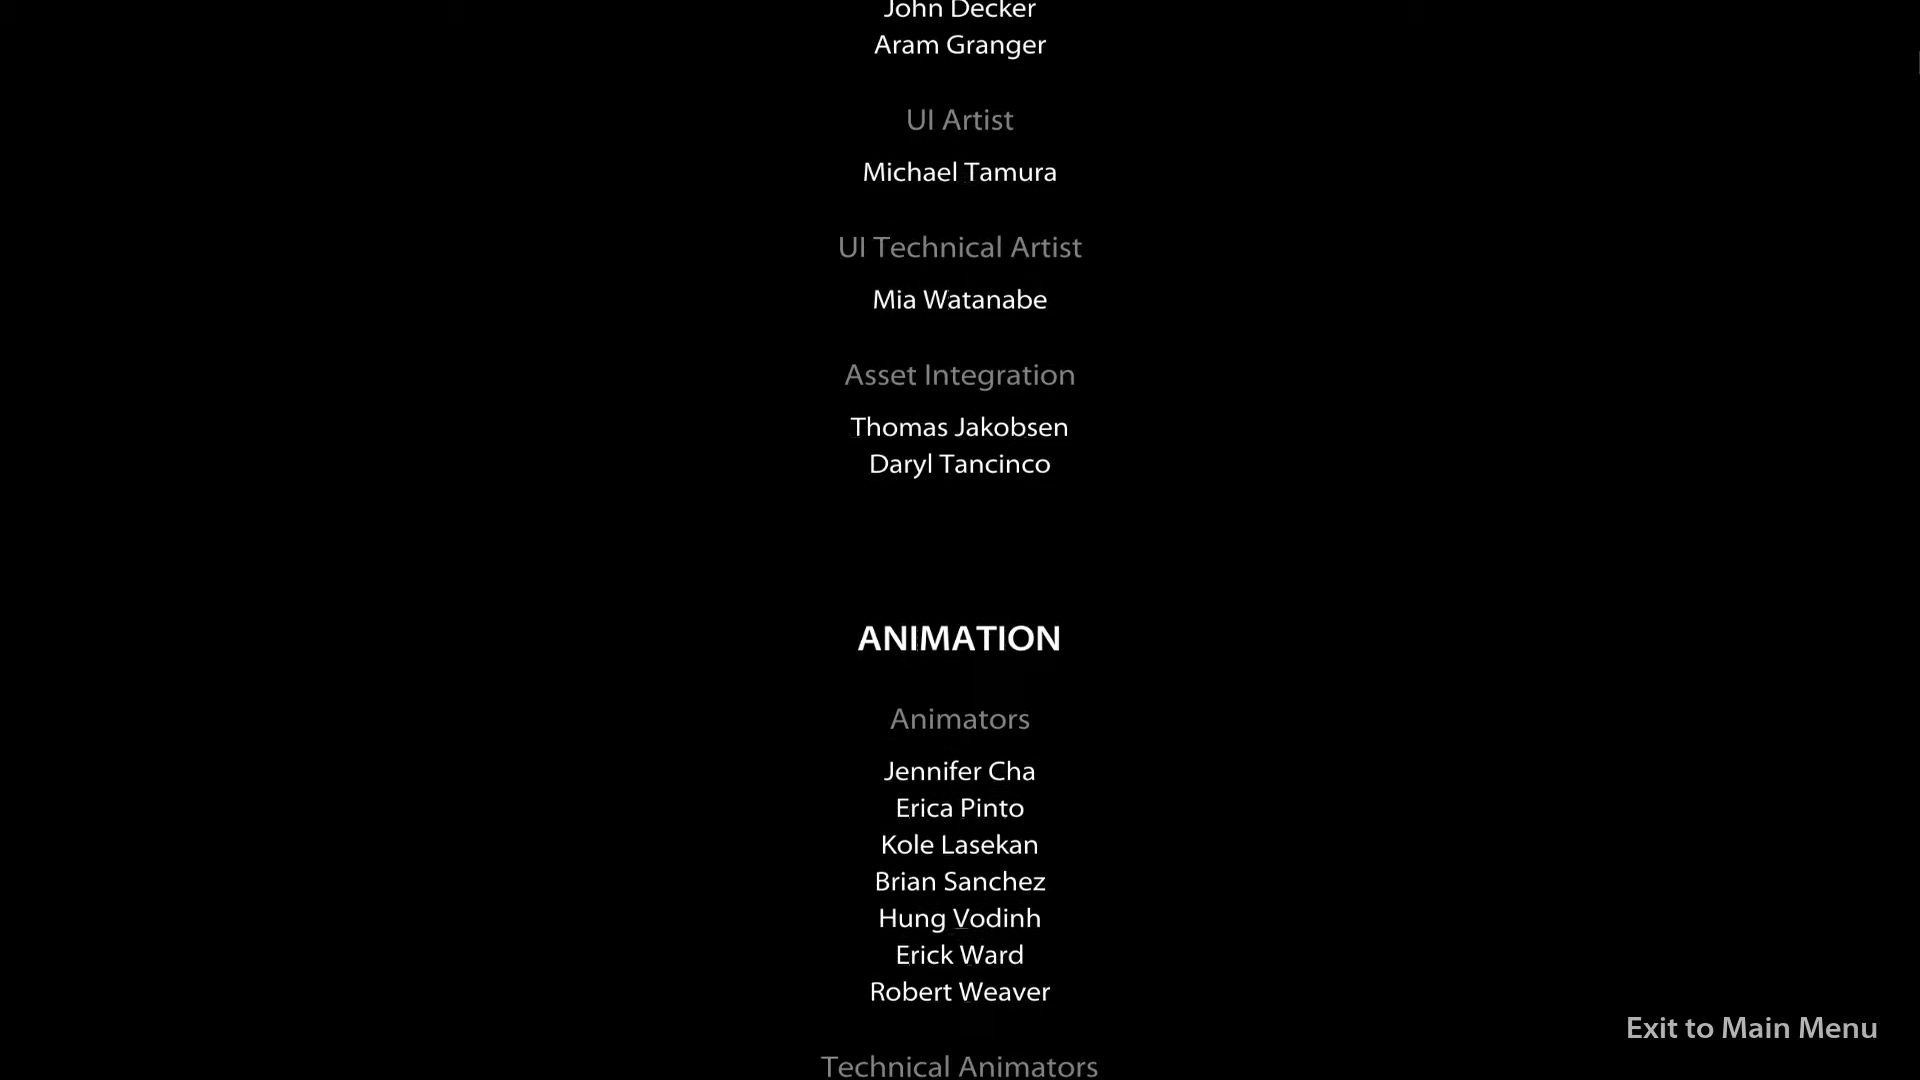 John Decker
Aram Granger
UI Artist
Michael Tamura
UI Technical Artist
Mia Watanabe
Asset Integration
Thomas Jakobsen
Daryl Tancinco
ANIMATION
Animators
Jennifer Cha
Erica Pinto
Kole Lasekan
Brian Sanchez
Hung Vodinh
Erick Ward
Robert Weaver
Exit to Main Menu
Technical Animators